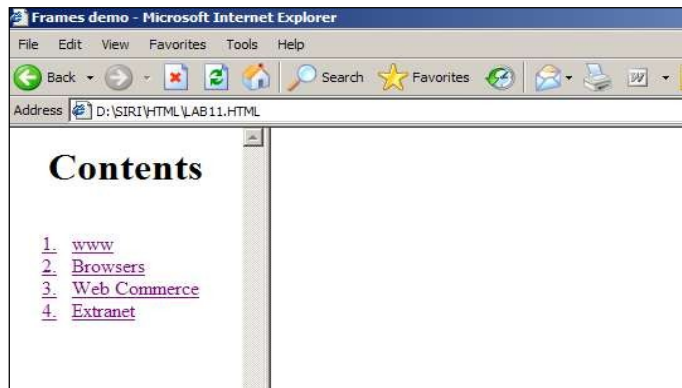 Frames demo - Microsoft Internet Explorer
File Edit View Favorites Tools Help
Back Search Favorites
Address D:\SIRI\HTML\LAB11.HTML
Contents
1. www
2. Browsers
3. Web Commerce
4. Extranet